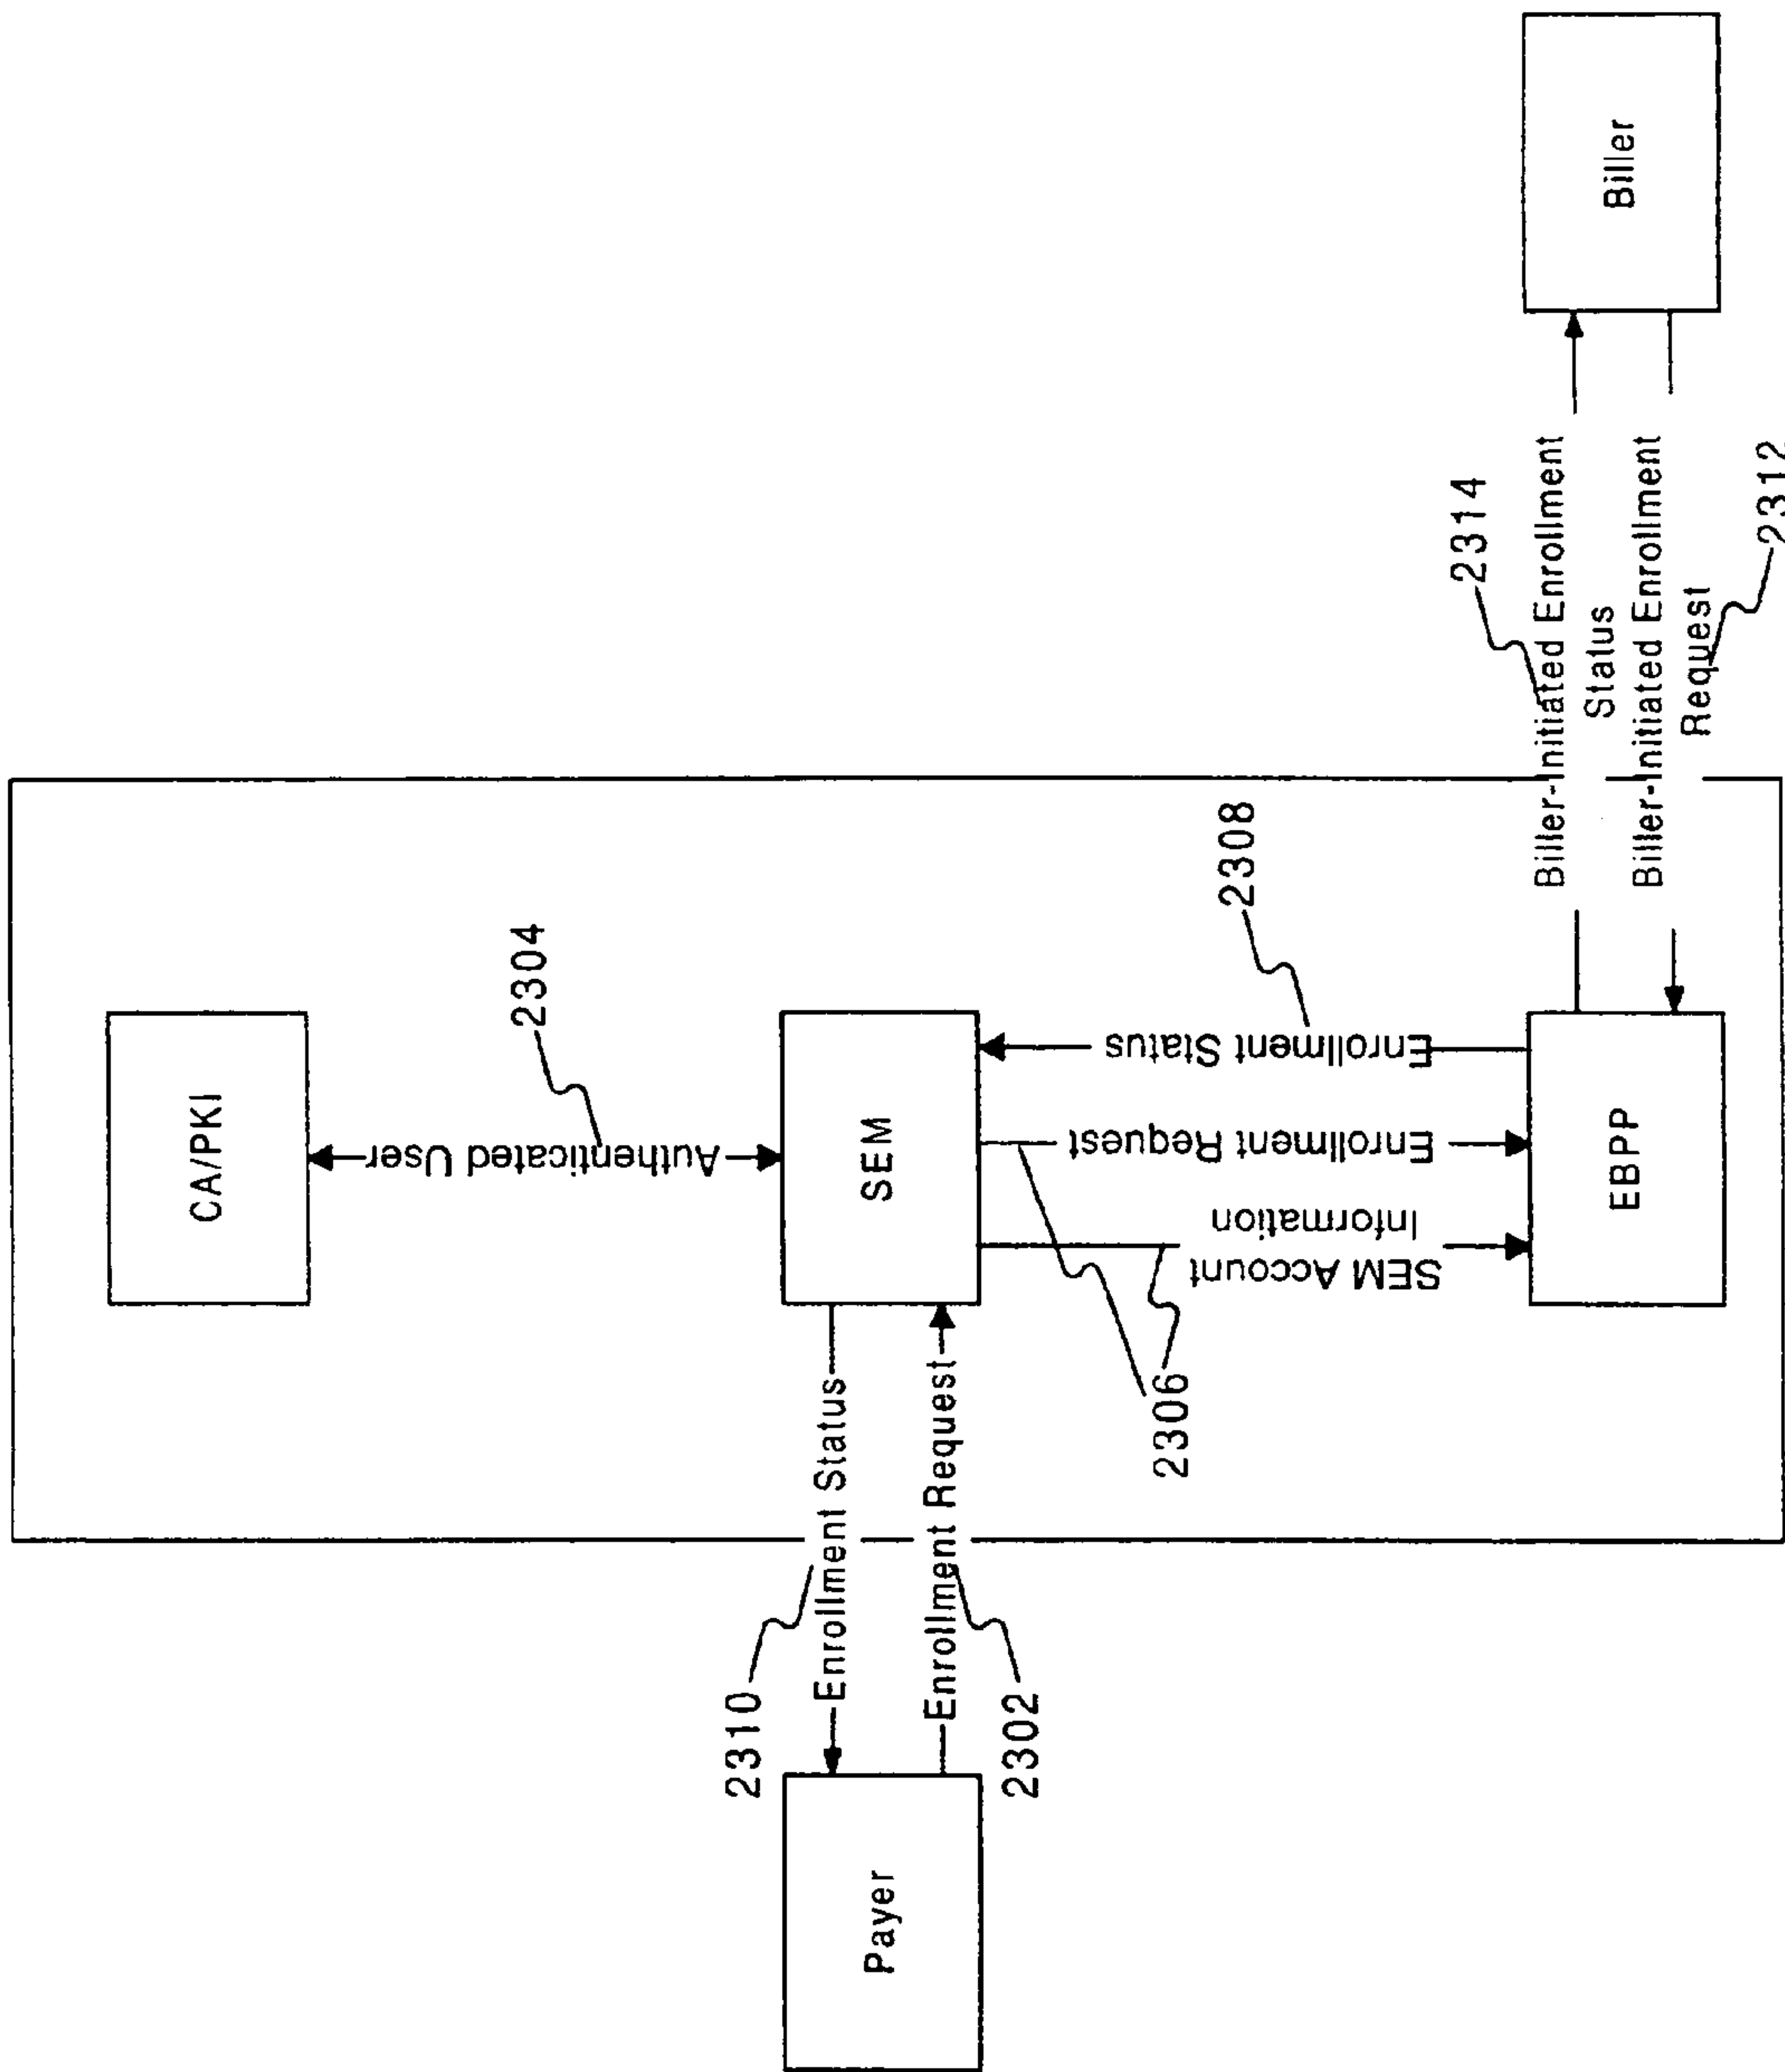 CA/PKI
Authenticated User
2304
2310
Enrollment Status
Payer
SEM
Enrollment Request
2302
2306
SEM Account
Information
Enrollment Request
Enrollment Status
2308
2314
Biller-Initiated Enrollment
Status
Biller-Initiated Enrollment
Request
2312
EBPP
Biller